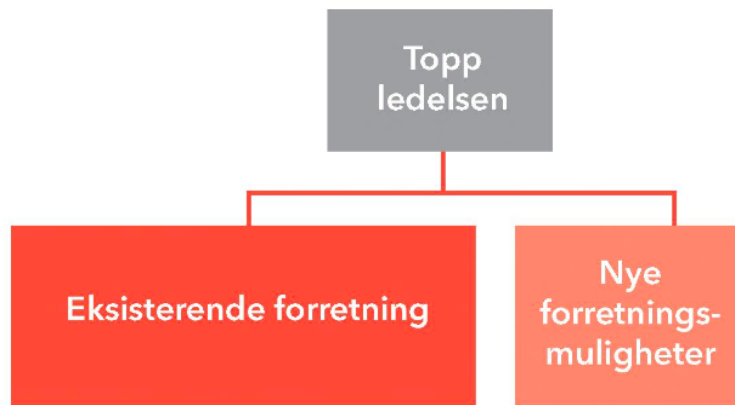 Topp
ledelsen
Eksisterende forretning
Nye
forretnings-
muligheter